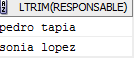 LTRIM(RESPONSABLE)
pedro tapia
sonia lopez